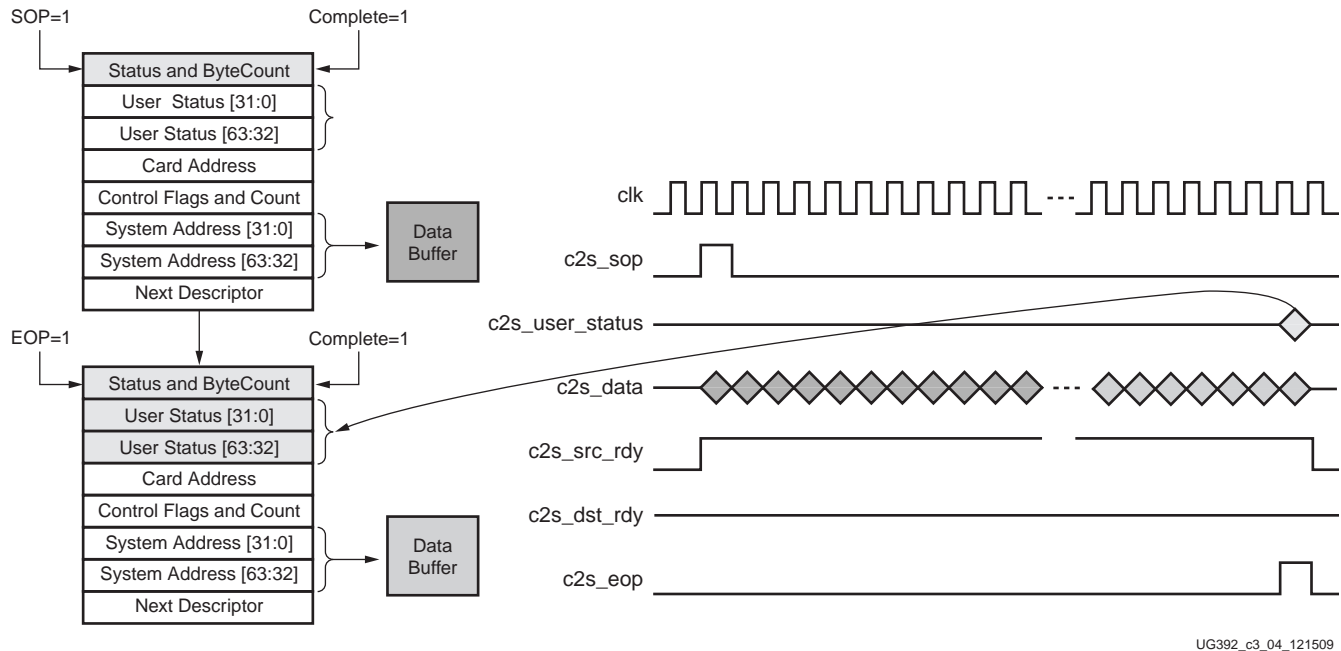 SOP=1
Complete=1
Status and ByteCount
User Status [31:0]
User Status [63:32]
Card Address
Control Flags and Count
System Address [31:0]
System Address [63:32]
Next Descriptor
Data
Buffer
EOP=1
Complete=1
Status and ByteCount
User Status [31:0]
User Status [63:32]
Card Address
Control Flags and Count
System Address [31:0]
System Address [63:32]
Next Descriptor
Data
Buffer
clk
c2s_sop
c2s_user_status
c2s_data
c2s_src_rdy
c2s_dst_rdy
c2s_eop
UG392_c3_04_121509